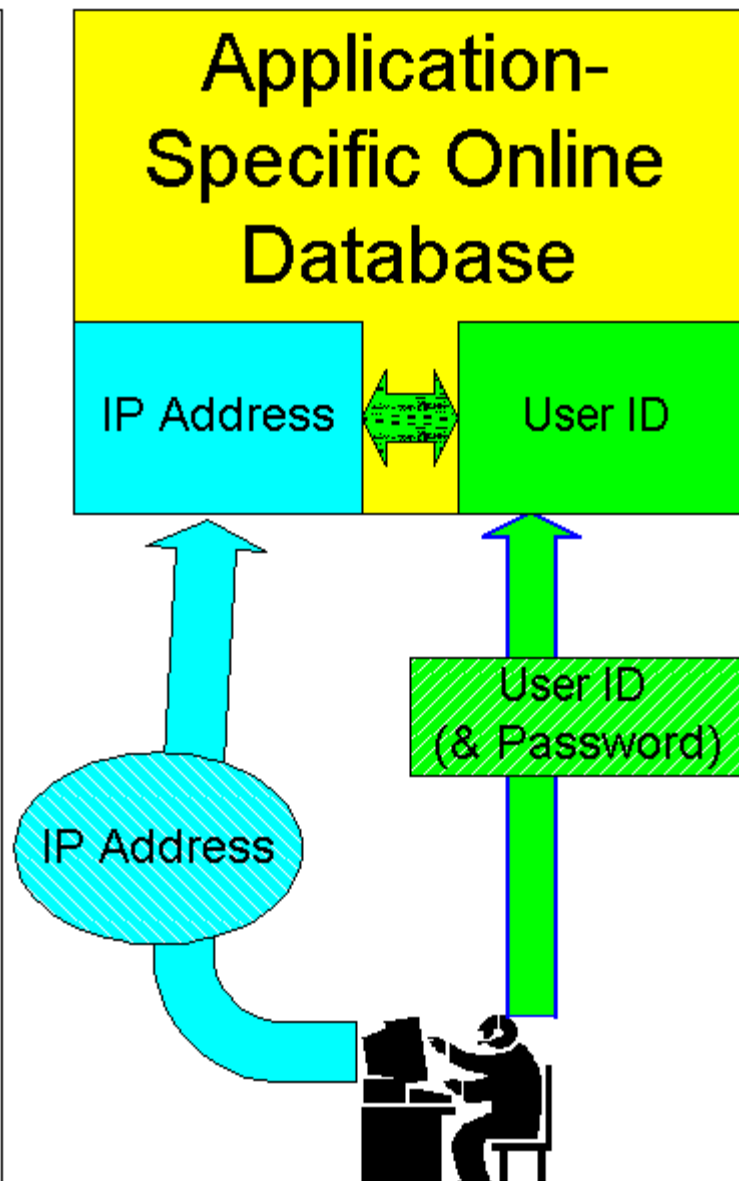 Application-
Specific Online
Database
IP Address
User ID
User ID
(& Password)
IP Address